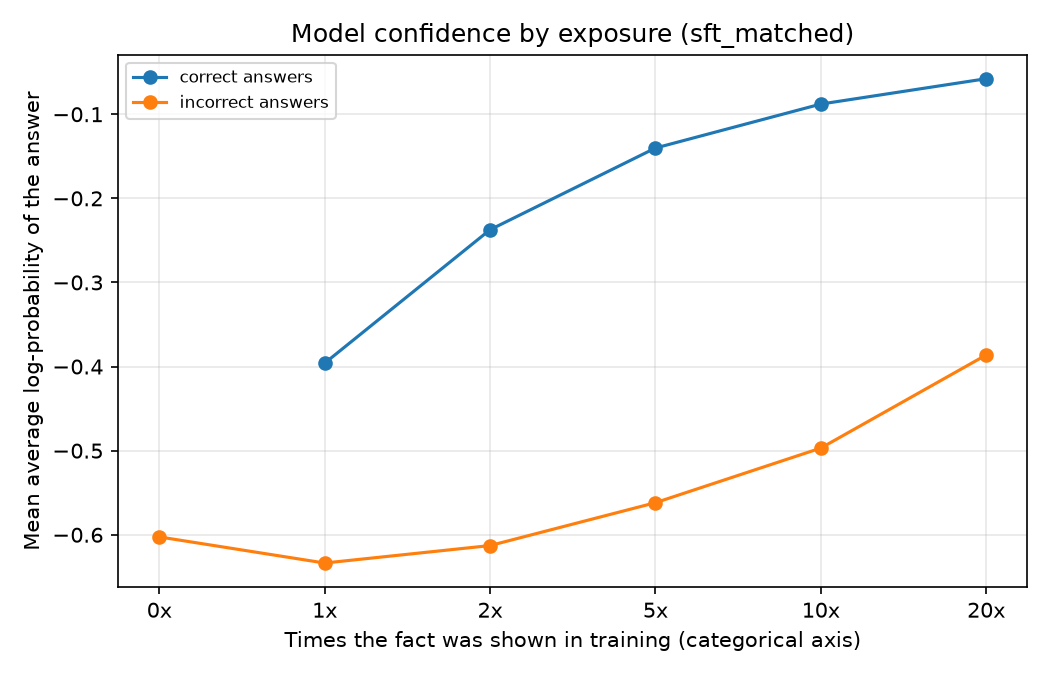 Model confidence by exposure (sft_matched)
correct answers
incorrect answers
Mean average log-probability of the answer
−0.1
−0.2
−0.3
−0.4
−0.5
−0.6
0x 1x 2x 5x 10x 20x
Times the fact was shown in training (categorical axis)